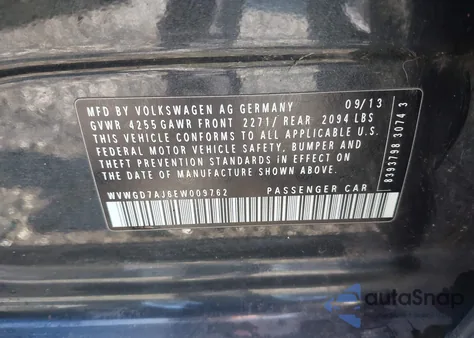 MFD BY VOLKSWAGEN AG GERMANY 09/13
GVWR 4255 GAWR FRONT 2271/ REAR 2094 LBS
THIS VEHICLE CONFORMS TO ALL APPLICABLE U.S.
FEDERAL MOTOR VEHICLE SAFETY, BUMPER, AND
THEFT PREVENTION STANDARDS IN EFFECT ON THE
DATE OF MANUFACTURE SHOWN ABOVE.
WVWGD7AJ6EW009762 PASSENGER CAR
8393798 3074 3
autoSnap